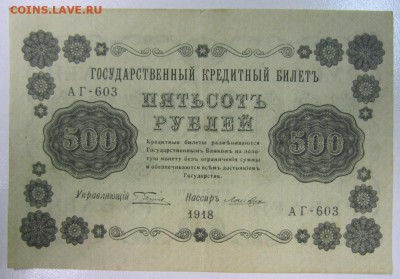 COINS.LAVE.RU
ГОСУДАРСТВЕННЫЙ КРЕДИТНЫЙ БИЛЕТЪ
АГ-603
ПЯТЬСОТЪ
РУБЛЕЙ
500 500
Кредитные билеты размѣниваются
Государственнымъ Банкомъ на золо-
тую монету безъ ограниченія суммы
и обезпечиваются всѣмъ достояніемъ
Государства.
Управляющій
Кассиръ
1918
АГ-603